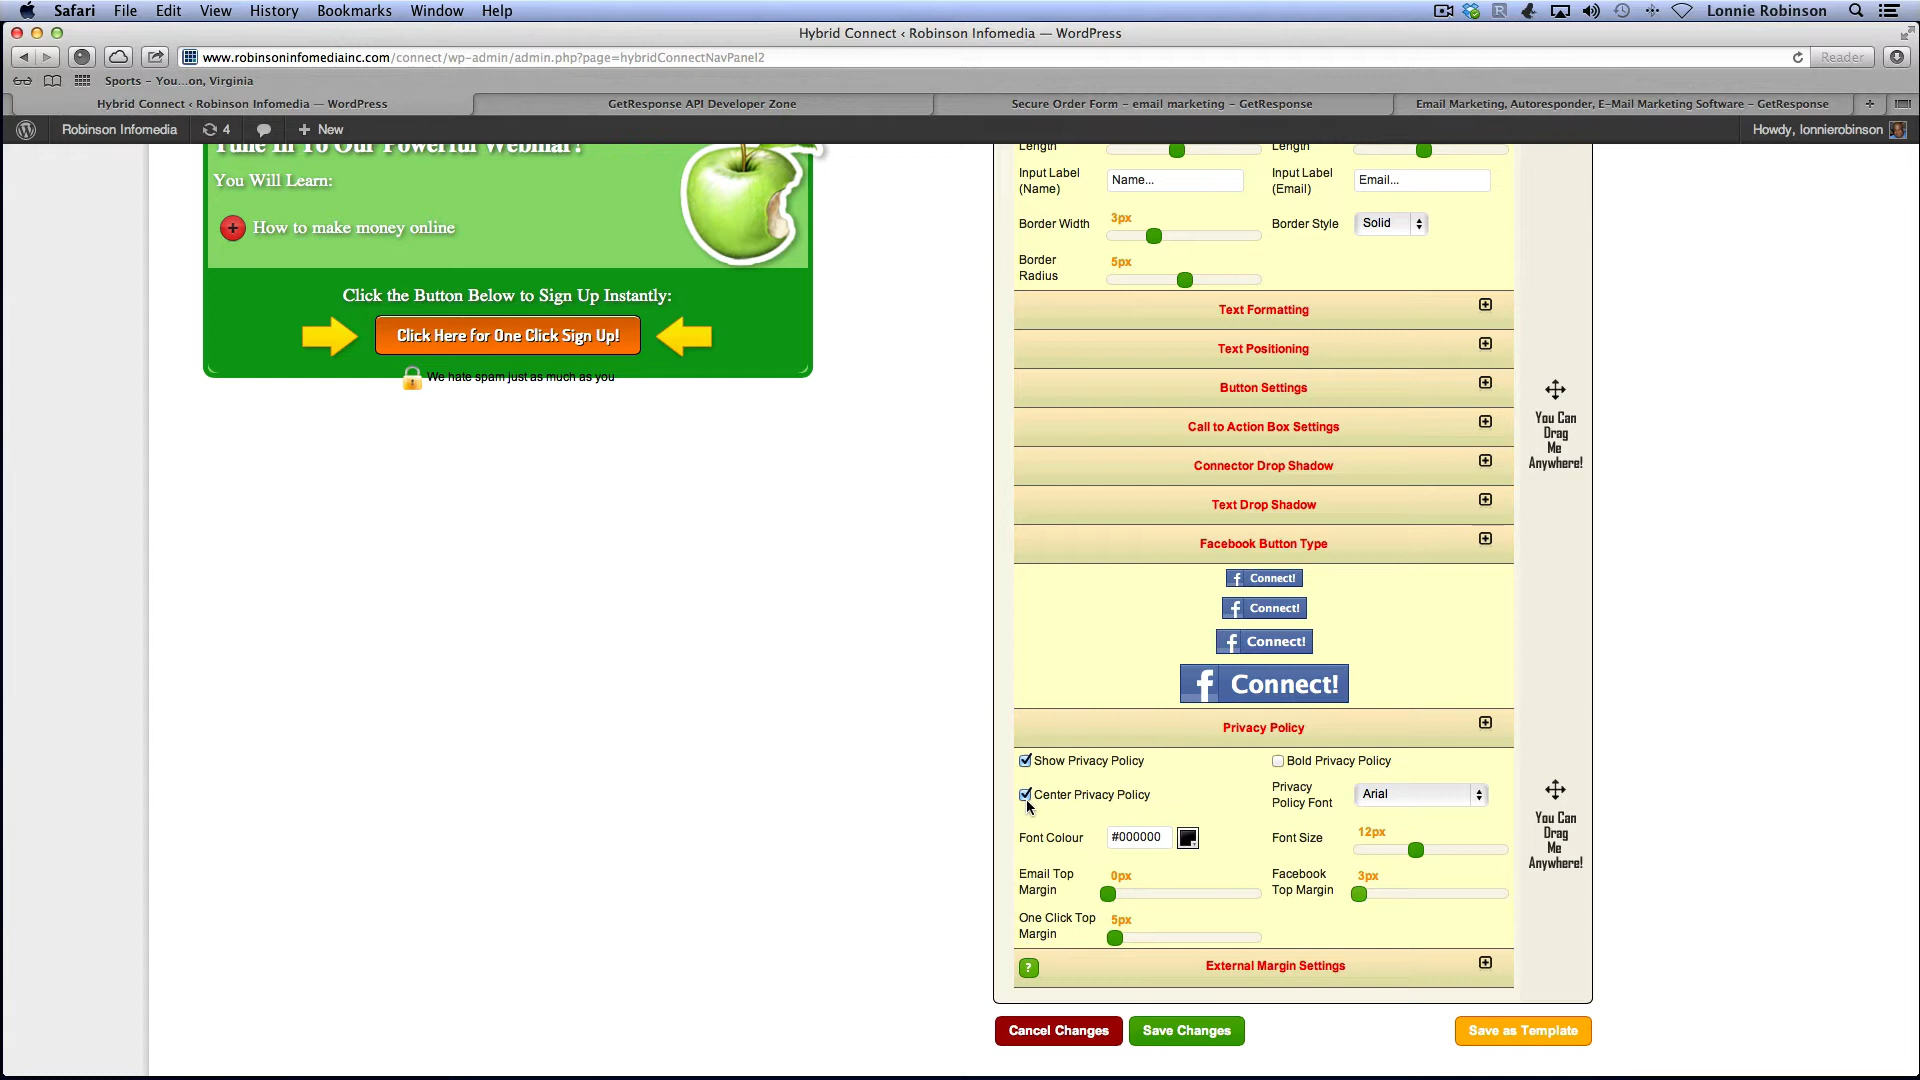 Safari File Edit View History Bookmarks Window Help Lonnie Robinson
Hybrid Connect ‹ Robinson Infomedia — WordPress
www.robinsoninfomediainc.com/connect/wp-admin/admin.php?page=hybridConnectNavPanel2 Reader
Sports – You...on, Virginia
Hybrid Connect ‹ Robinson Infomedia — WordPress GetResponse API Developer Zone Secure Order Form – email marketing – GetResponse Email Marketing, Autoresponder, E-Mail Marketing Software – GetResponse
Robinson Infomedia 4 + New Howdy, lonnierobinson
Tune In To Our Powerful Webinar!
You Will Learn:
How to make money online
Click the Button Below to Sign Up Instantly:
Click Here for One Click Sign Up!
We hate spam just as much as you
Length Length
Input Label (Name) Name... Input Label (Email) Email...
Border Width 3px Border Style Solid
Border Radius 5px
Text Formatting
Text Positioning
Button Settings
Call to Action Box Settings
Connector Drop Shadow
Text Drop Shadow
Facebook Button Type
f Connect!
f Connect!
f Connect!
f Connect!
Privacy Policy
Show Privacy Policy Bold Privacy Policy
Center Privacy Policy Privacy Policy Font Arial
Font Colour #000000 Font Size 12px
Email Top Margin 0px Facebook Top Margin 3px
One Click Top Margin 5px
? External Margin Settings
Cancel Changes Save Changes Save as Template
You Can
Drag
Me
Anywhere!
You Can
Drag
Me
Anywhere!